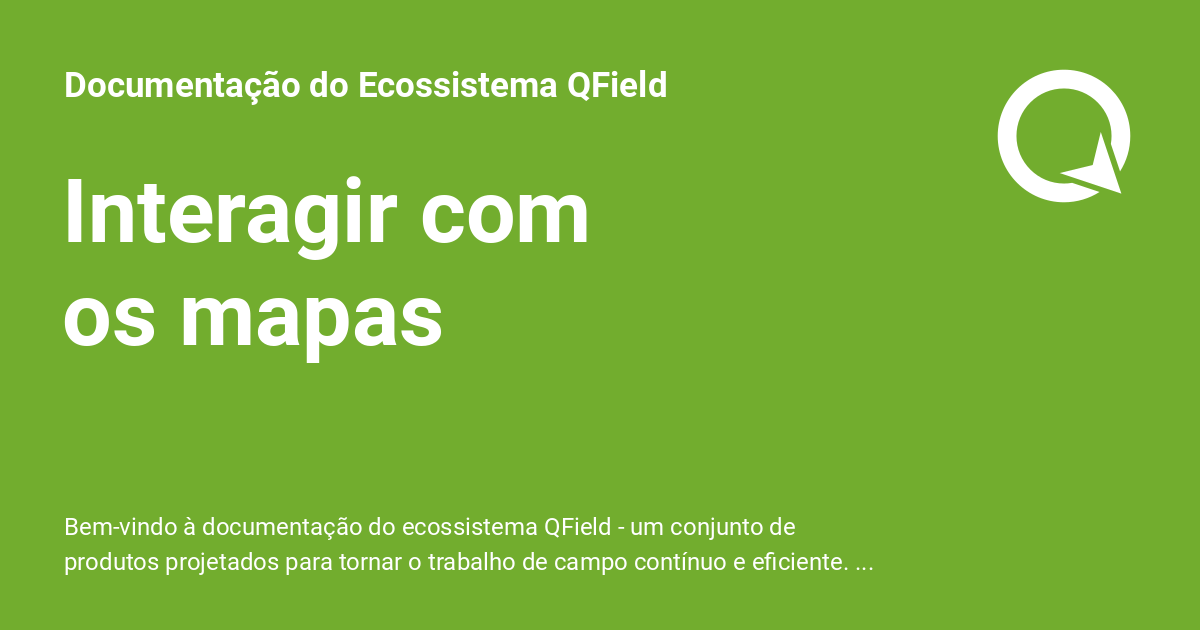 Documentação do Ecossistema QField
Interagir com
os mapas
Bem-vindo à documentação do ecossistema QField - um conjunto de
produtos projetados para tornar o trabalho de campo contínuo e eficiente. ...